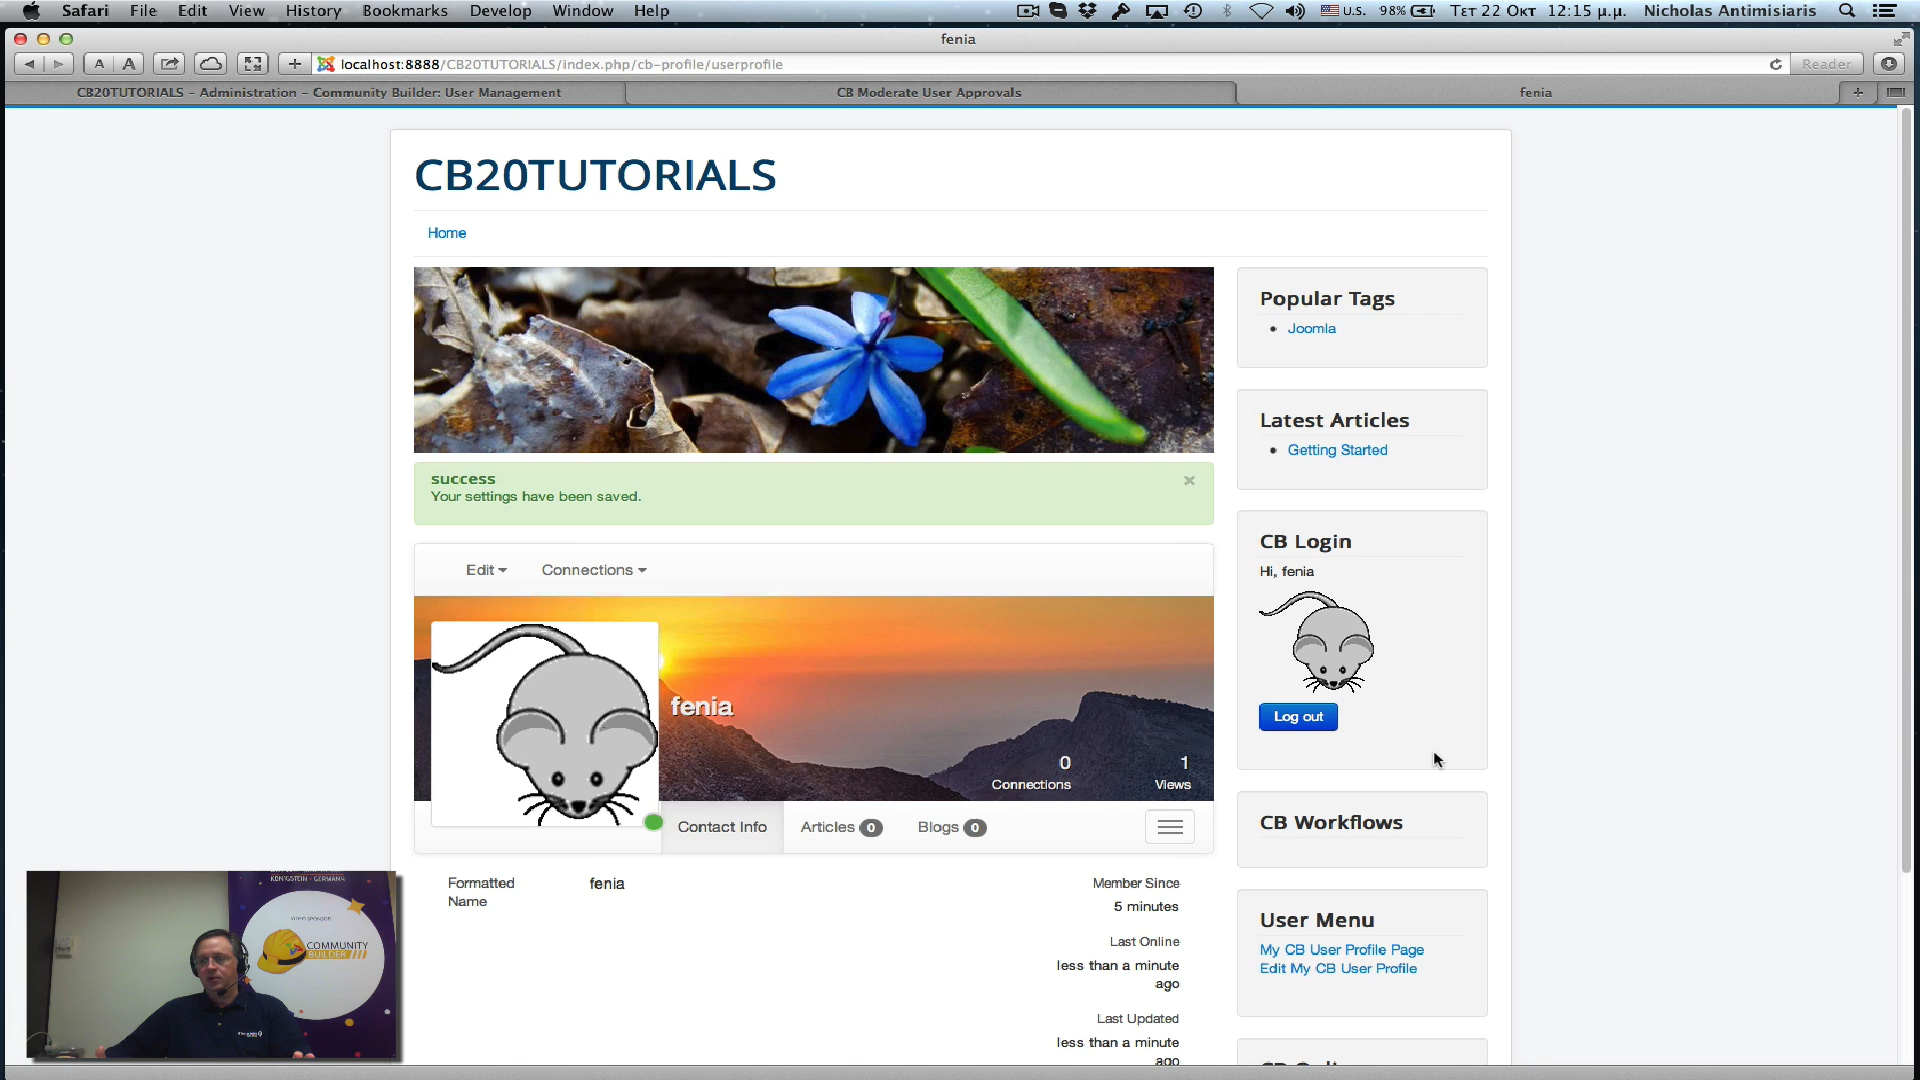 Safari File Edit View History Bookmarks Develop Window Help U.S. 98% Τετ 22 Οκτ 12:15 μ.μ. Nicholas Antimisiaris
fenia
A A + localhost:8888/CB20TUTORIALS/index.php/cb-profile/userprofile Reader
CB20TUTORIALS – Administration – Community Builder: User Management CB Moderate User Approvals fenia +
CB20TUTORIALS
Home
success
Your settings have been saved.
×
Edit Connections
fenia
0
Connections
1
Views
Contact Info Articles 0 Blogs 0
Formatted
Name
fenia
Member Since
5 minutes
Last Online
less than a minute
ago
Last Updated
less than a minute
ago
Popular Tags
Joomla
Latest Articles
Getting Started
CB Login
Hi, fenia
Log out
CB Workflows
User Menu
My CB User Profile Page
Edit My CB User Profile
KÖNIGSTEIN - GERMANY
COMMUNITY
BUILDER